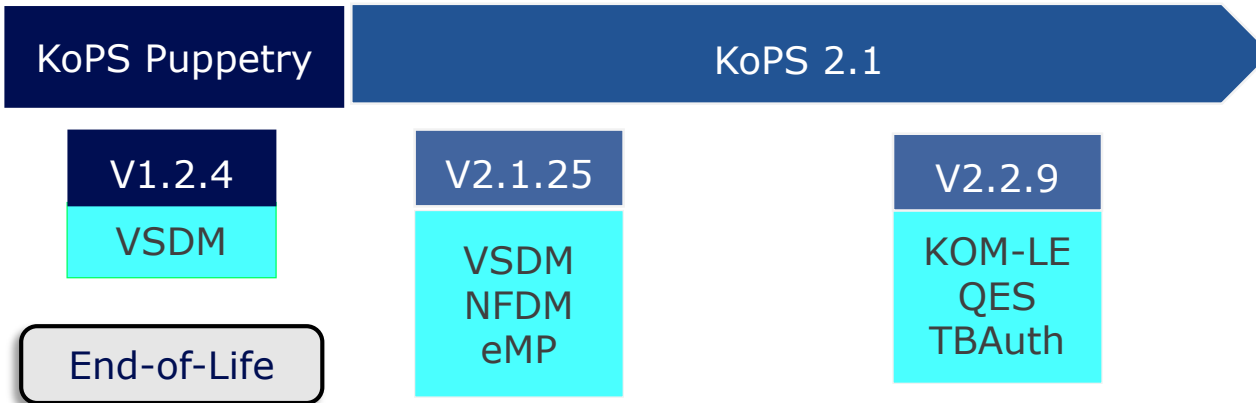 KoPS Puppetry
KoPS 2.1
V1.2.4
VSDM
End-of-Life
V2.1.25
VSDM
NFDM
eMP
V2.2.9
KOM-LE
QES
TBAuth